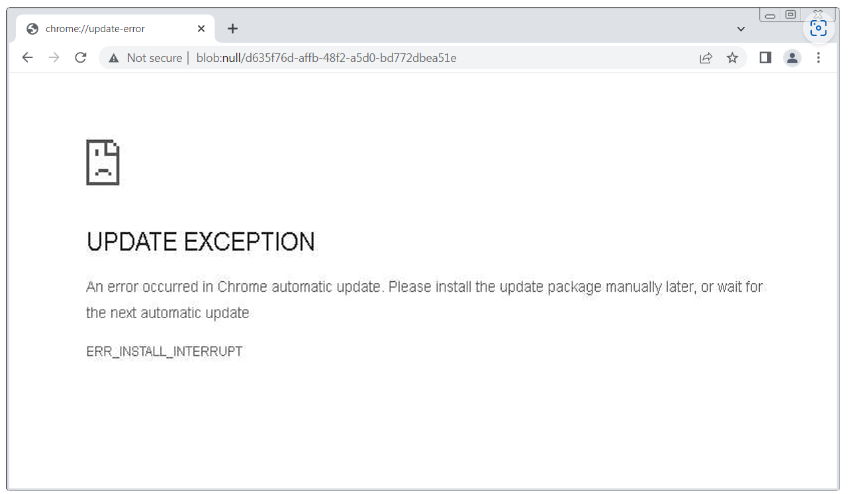 chrome://update-error
Not secure | blob:null/d635f76d-affb-48f2-a5d0-bd772dbea51e
UPDATE EXCEPTION
An error occurred in Chrome automatic update. Please install the update package manually later, or wait for
the next automatic update
ERR_INSTALL_INTERRUPT